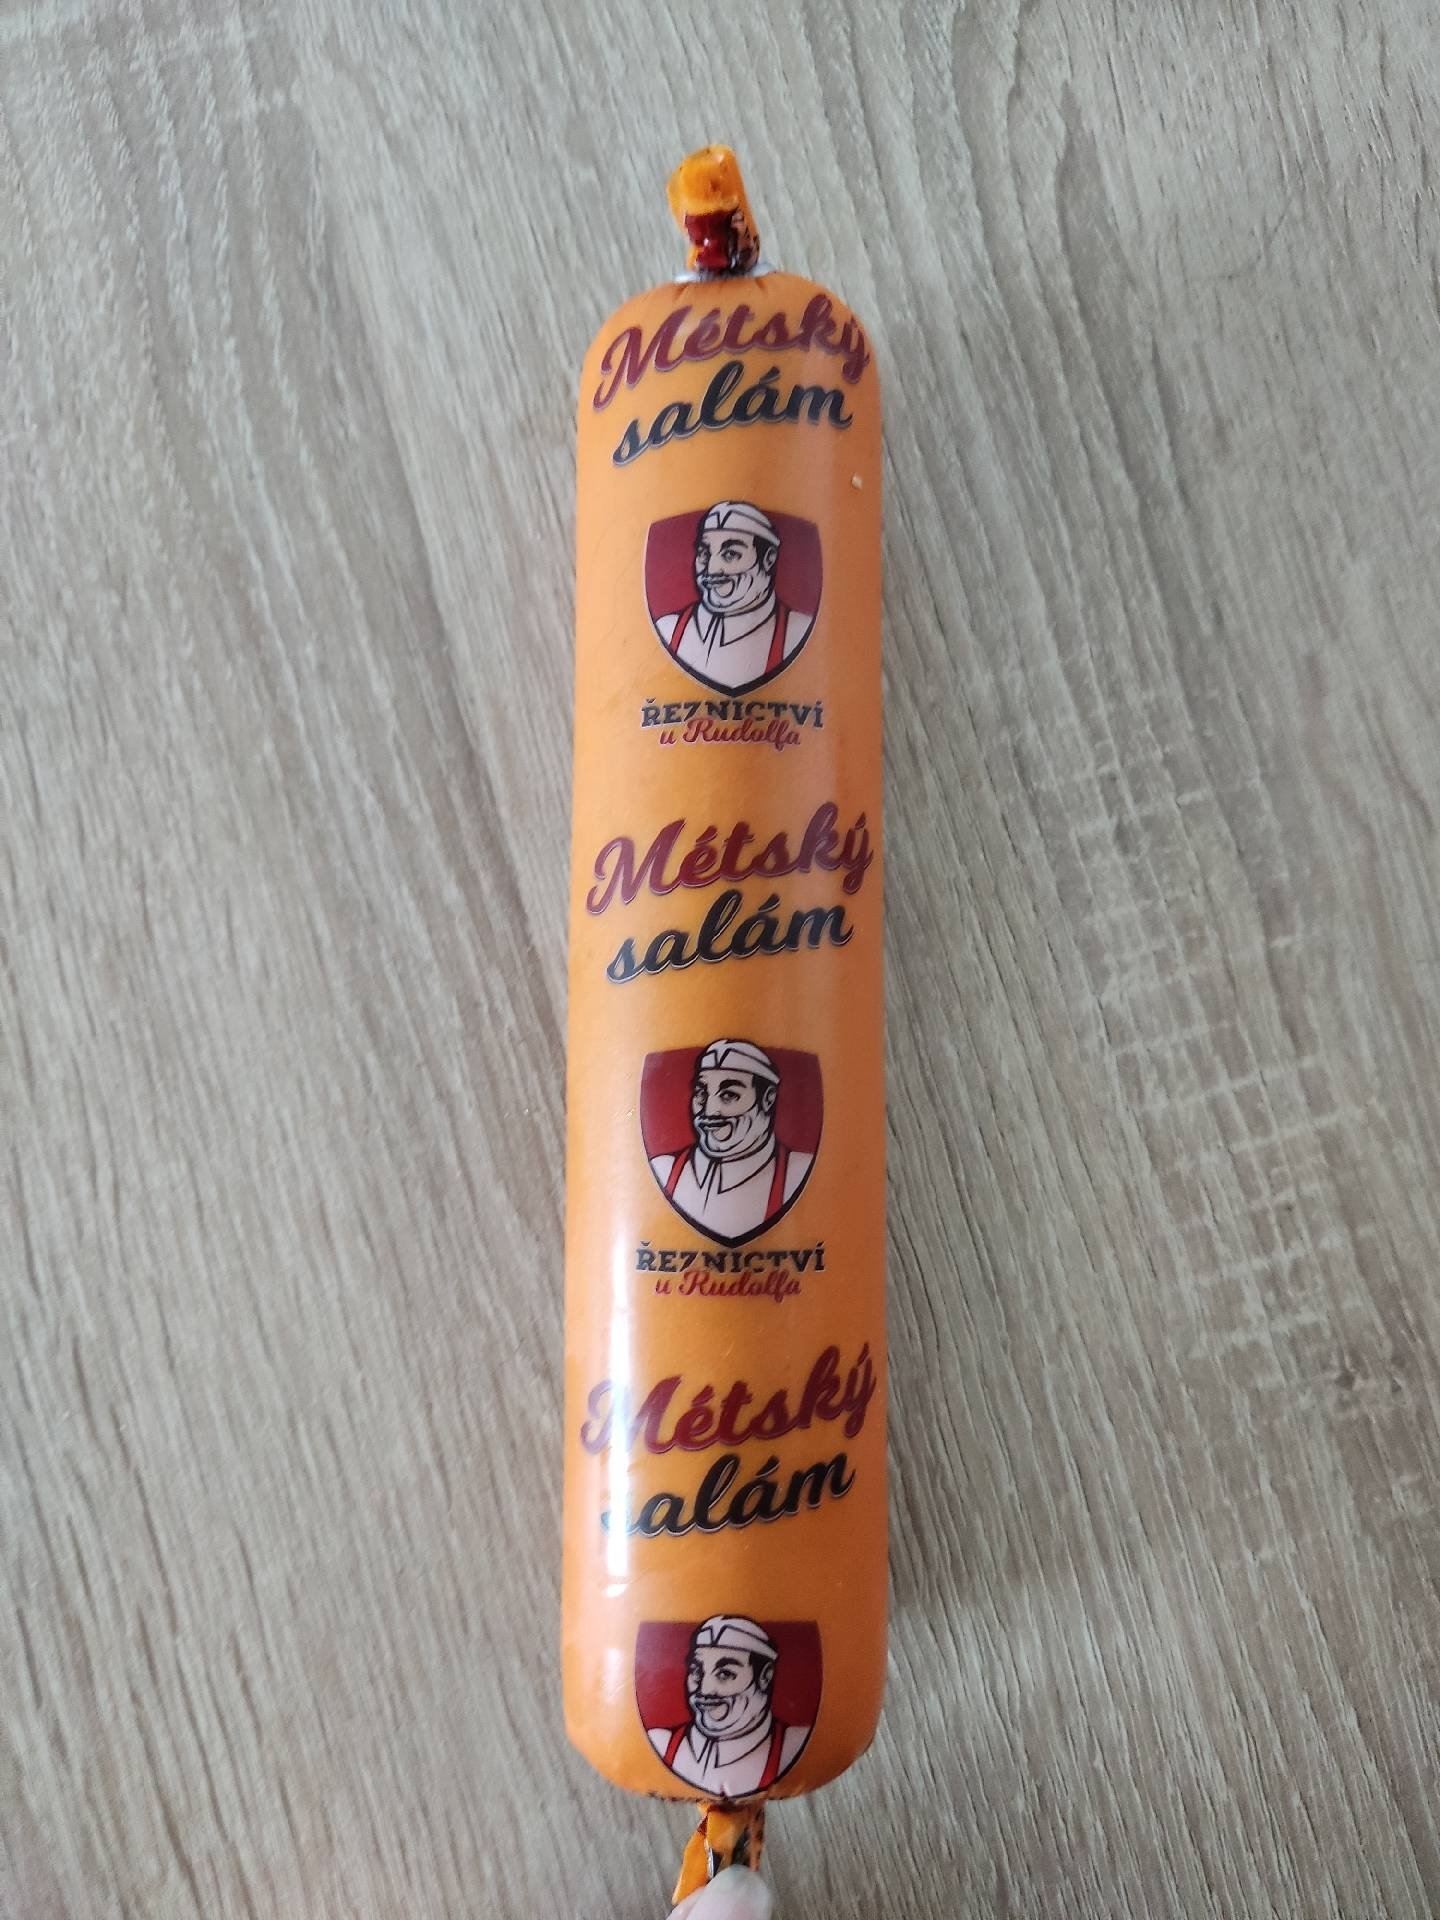 Métský
salám
ŘEZNICTVÍ
u Rudolfa
Métský
salám
ŘEZNICTVÍ
u Rudolfa
Métský
salám